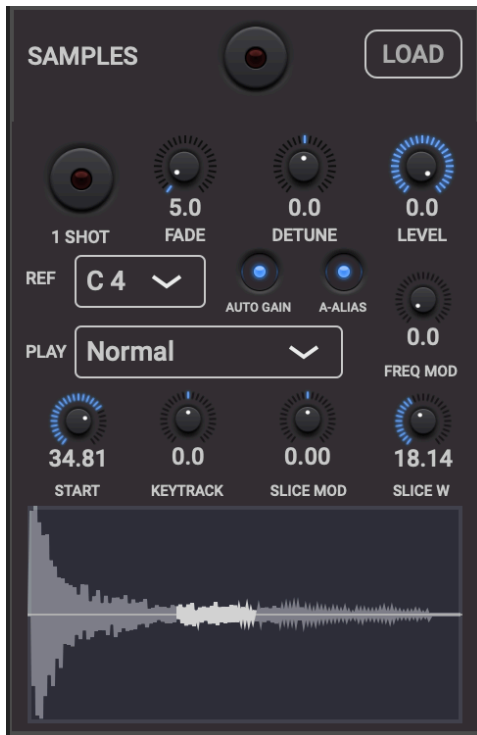 SAMPLES LOAD
5.0 0.0 0.0
1 SHOT FADE DETUNE LEVEL
REF C 4
AUTO GAIN A-ALIAS
0.0
PLAY Normal
FREQ MOD
34.81 0.0 0.00 18.14
START KEYTRACK SLICE MOD SLICE W